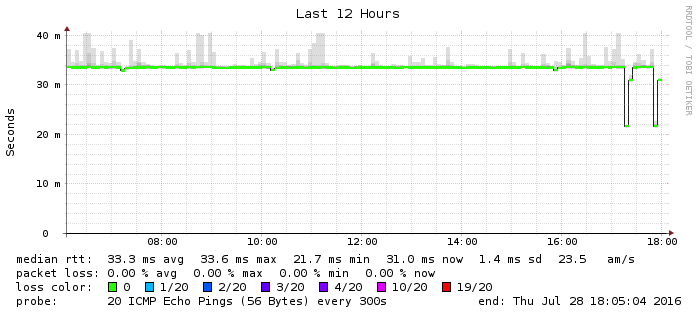 Last 12 Hours
RRDTOOL / TOBI OETIKER
Seconds
40 m
30 m
20 m
10 m
0
08:00 10:00 12:00 14:00 16:00 18:00
median rtt: 33.3 ms avg 33.6 ms max 21.7 ms min 31.0 ms now 1.4 ms sd 23.5 am/s
packet loss: 0.00 % avg 0.00 % max 0.00 % min 0.00 % now
loss color: 0 1/20 2/20 3/20 4/20 10/20 19/20
probe: 20 ICMP Echo Pings (56 Bytes) every 300s end: Thu Jul 28 18:05:04 2016